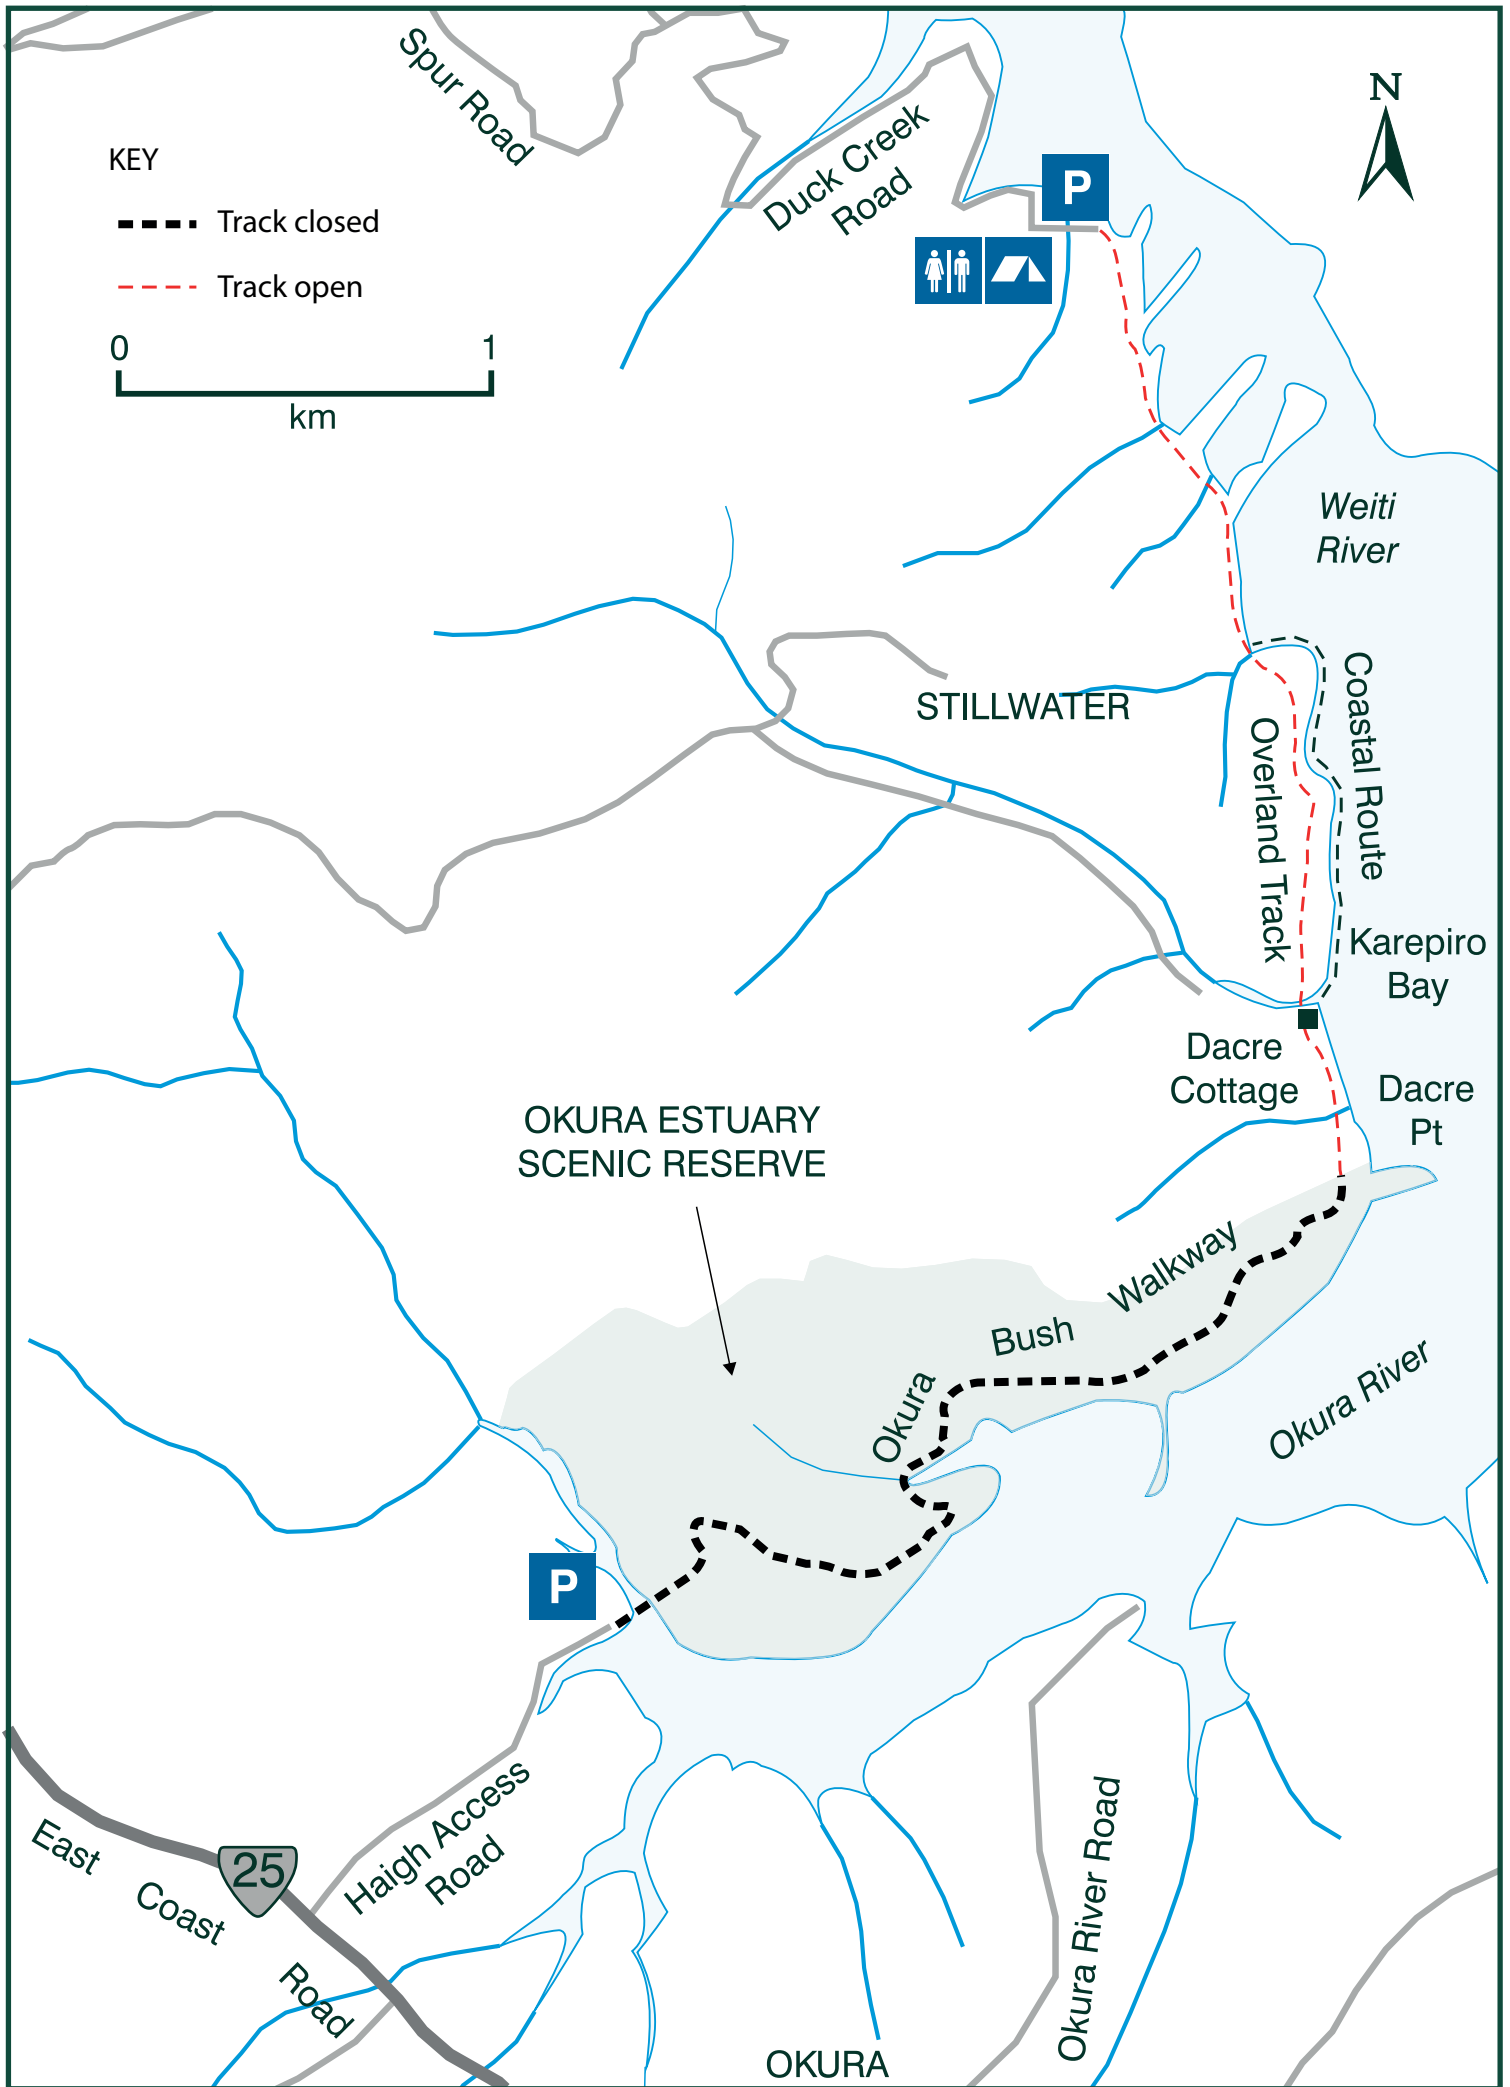 Spur Road
N
KEY
Track closed
Track open
0 1
km
Duck Creek
Road
P
Weiti
River
STILLWATER
Coastal Route
Overland Track
Karepiro
Bay
Dacre
Cottage
Dacre
Pt
OKURA ESTUARY
SCENIC RESERVE
Okura Bush Walkway
Okura River
P
Haigh Access
Road
25
East Coast Road
Okura River Road
OKURA